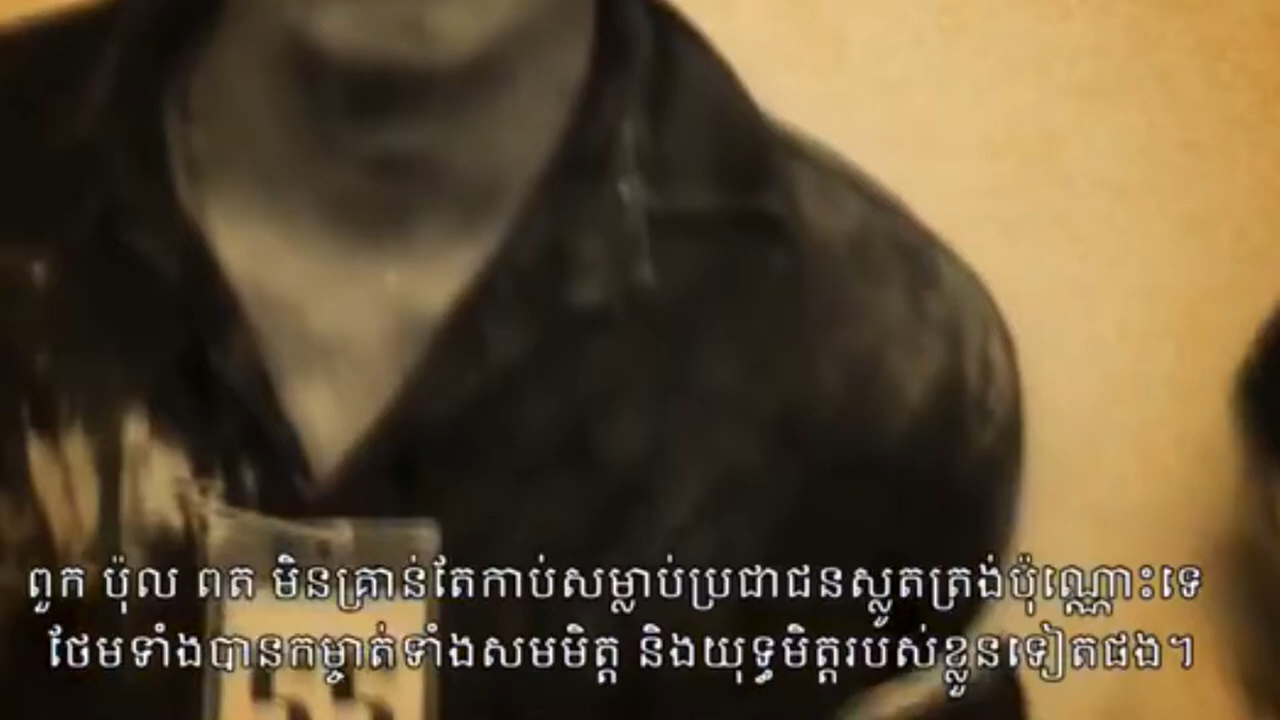 ពួក ប៉ុល ពត មិនគ្រាន់តែកាប់សម្លាប់ប្រជាជនស្លូតត្រង់ប៉ុណ្ណោះទេ
ថែមទាំងបានកម្ចាត់ទាំងសមមិត្ត និងយុទ្ធមិត្តរបស់ខ្លួនទៀតផង។